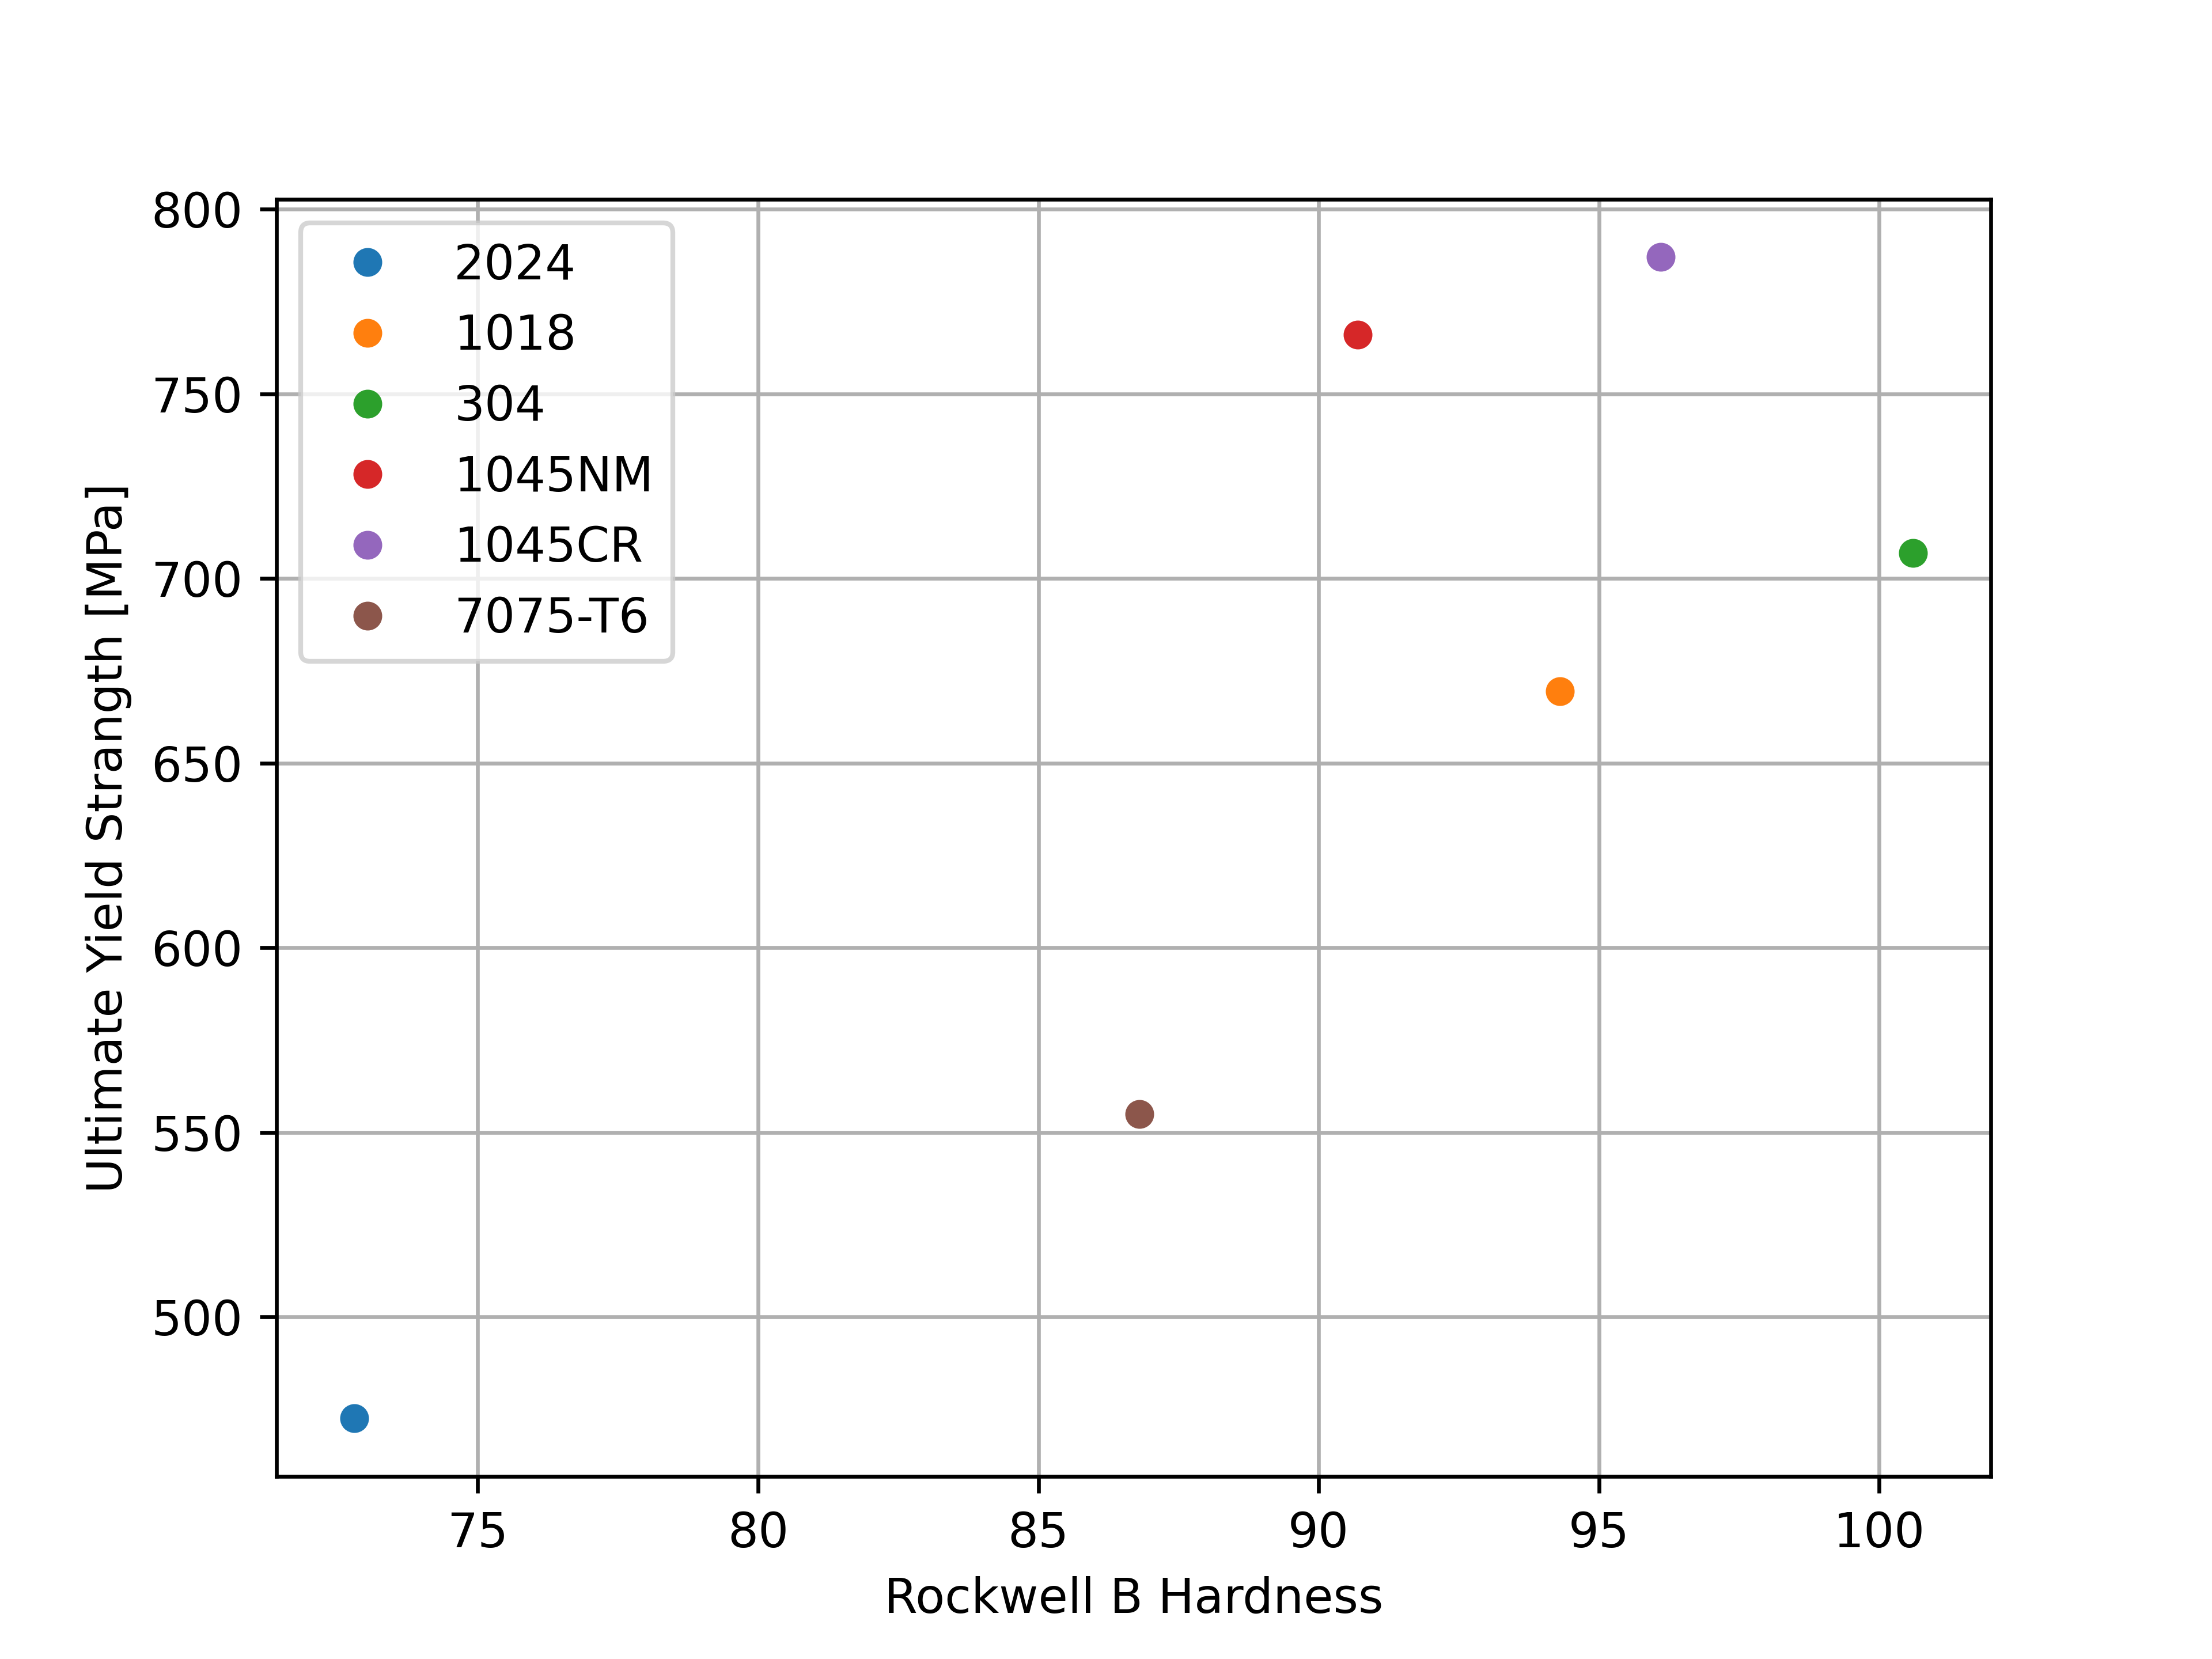 800
750
700
650
600
550
500
Ultimate Yield Strangth [MPa]
2024
1018
304
1045NM
1045CR
7075-T6
75 80 85 90 95 100
Rockwell B Hardness